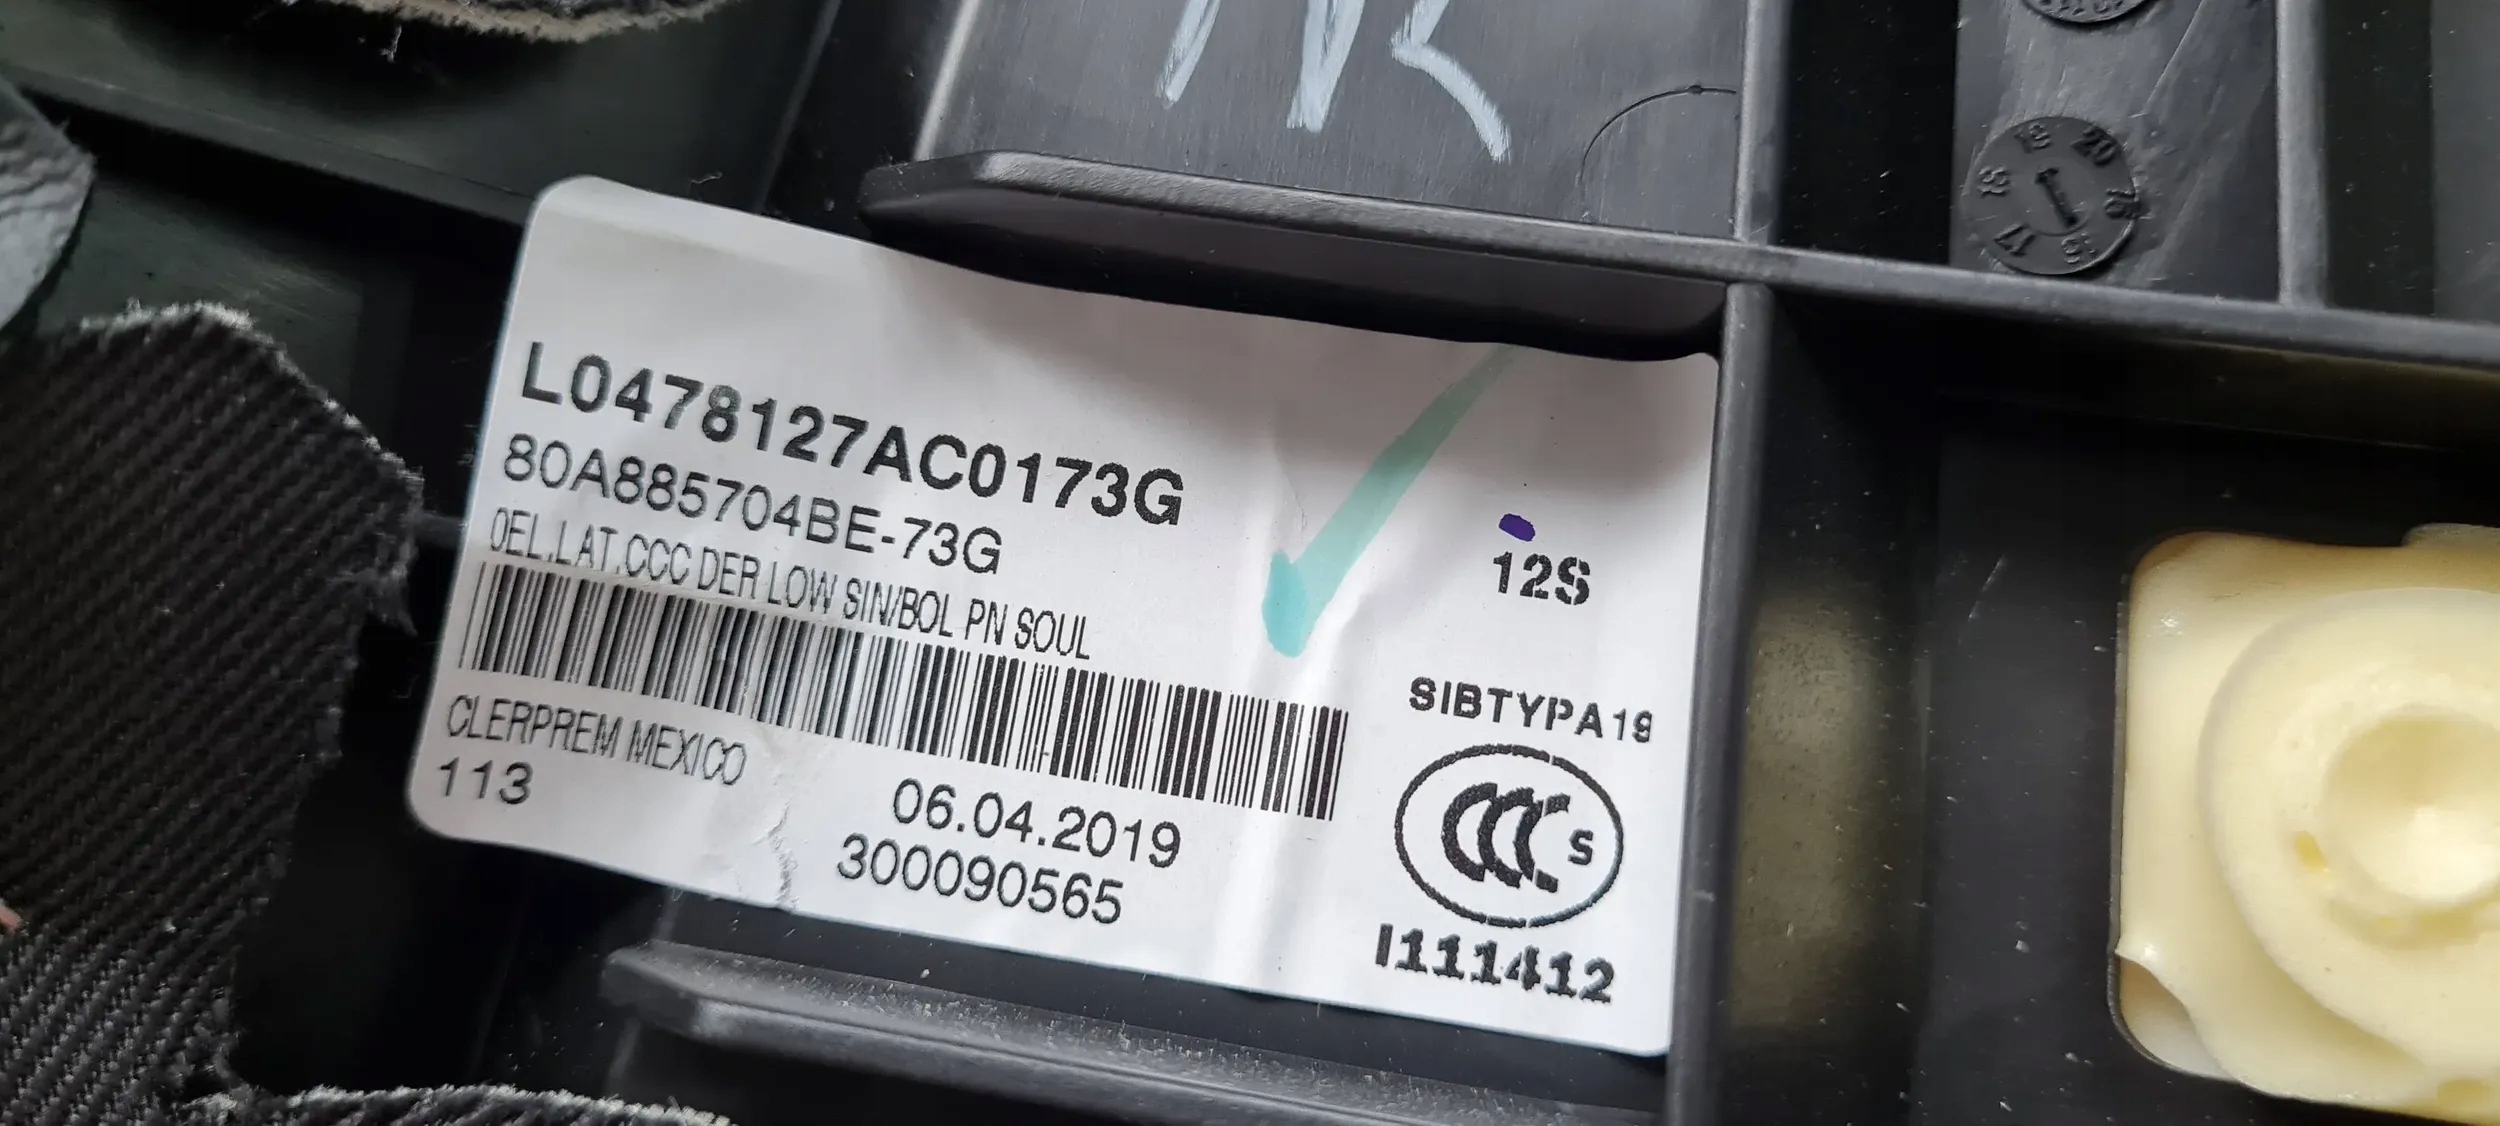 L0478127AC0173G
80A885704BE-73G
0EL.LAT.CCC DER LOW SIN/BOL PN SOUL
CLERPREM MEXICO
113
06.04.2019
300090565
12S
SIBTYPA19
CCC S
I111412